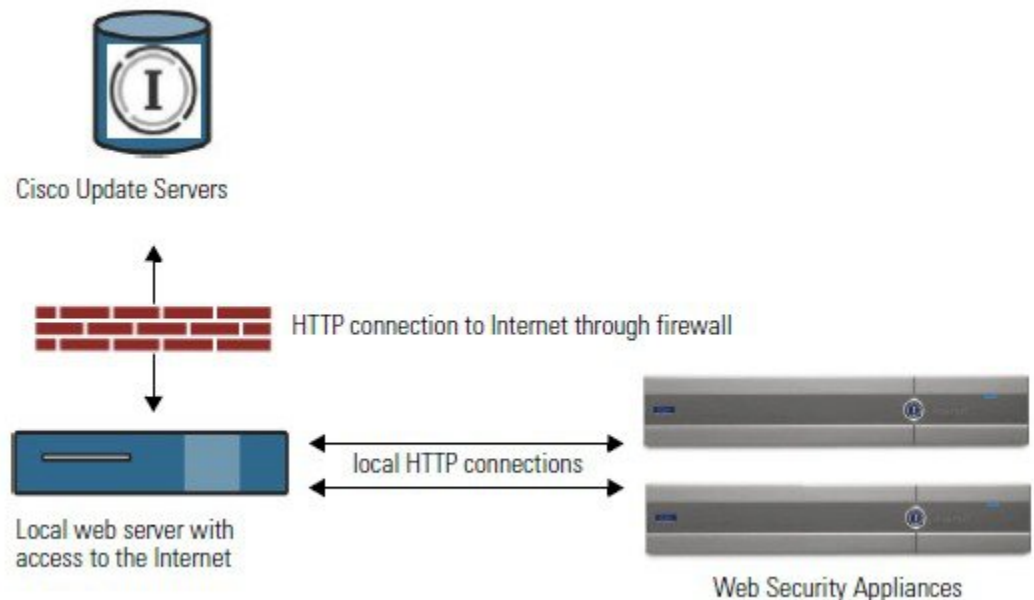 I
Cisco Update Servers
HTTP connection to Internet through firewall
local HTTP connections
Local web server with
access to the Internet
Web Security Appliances